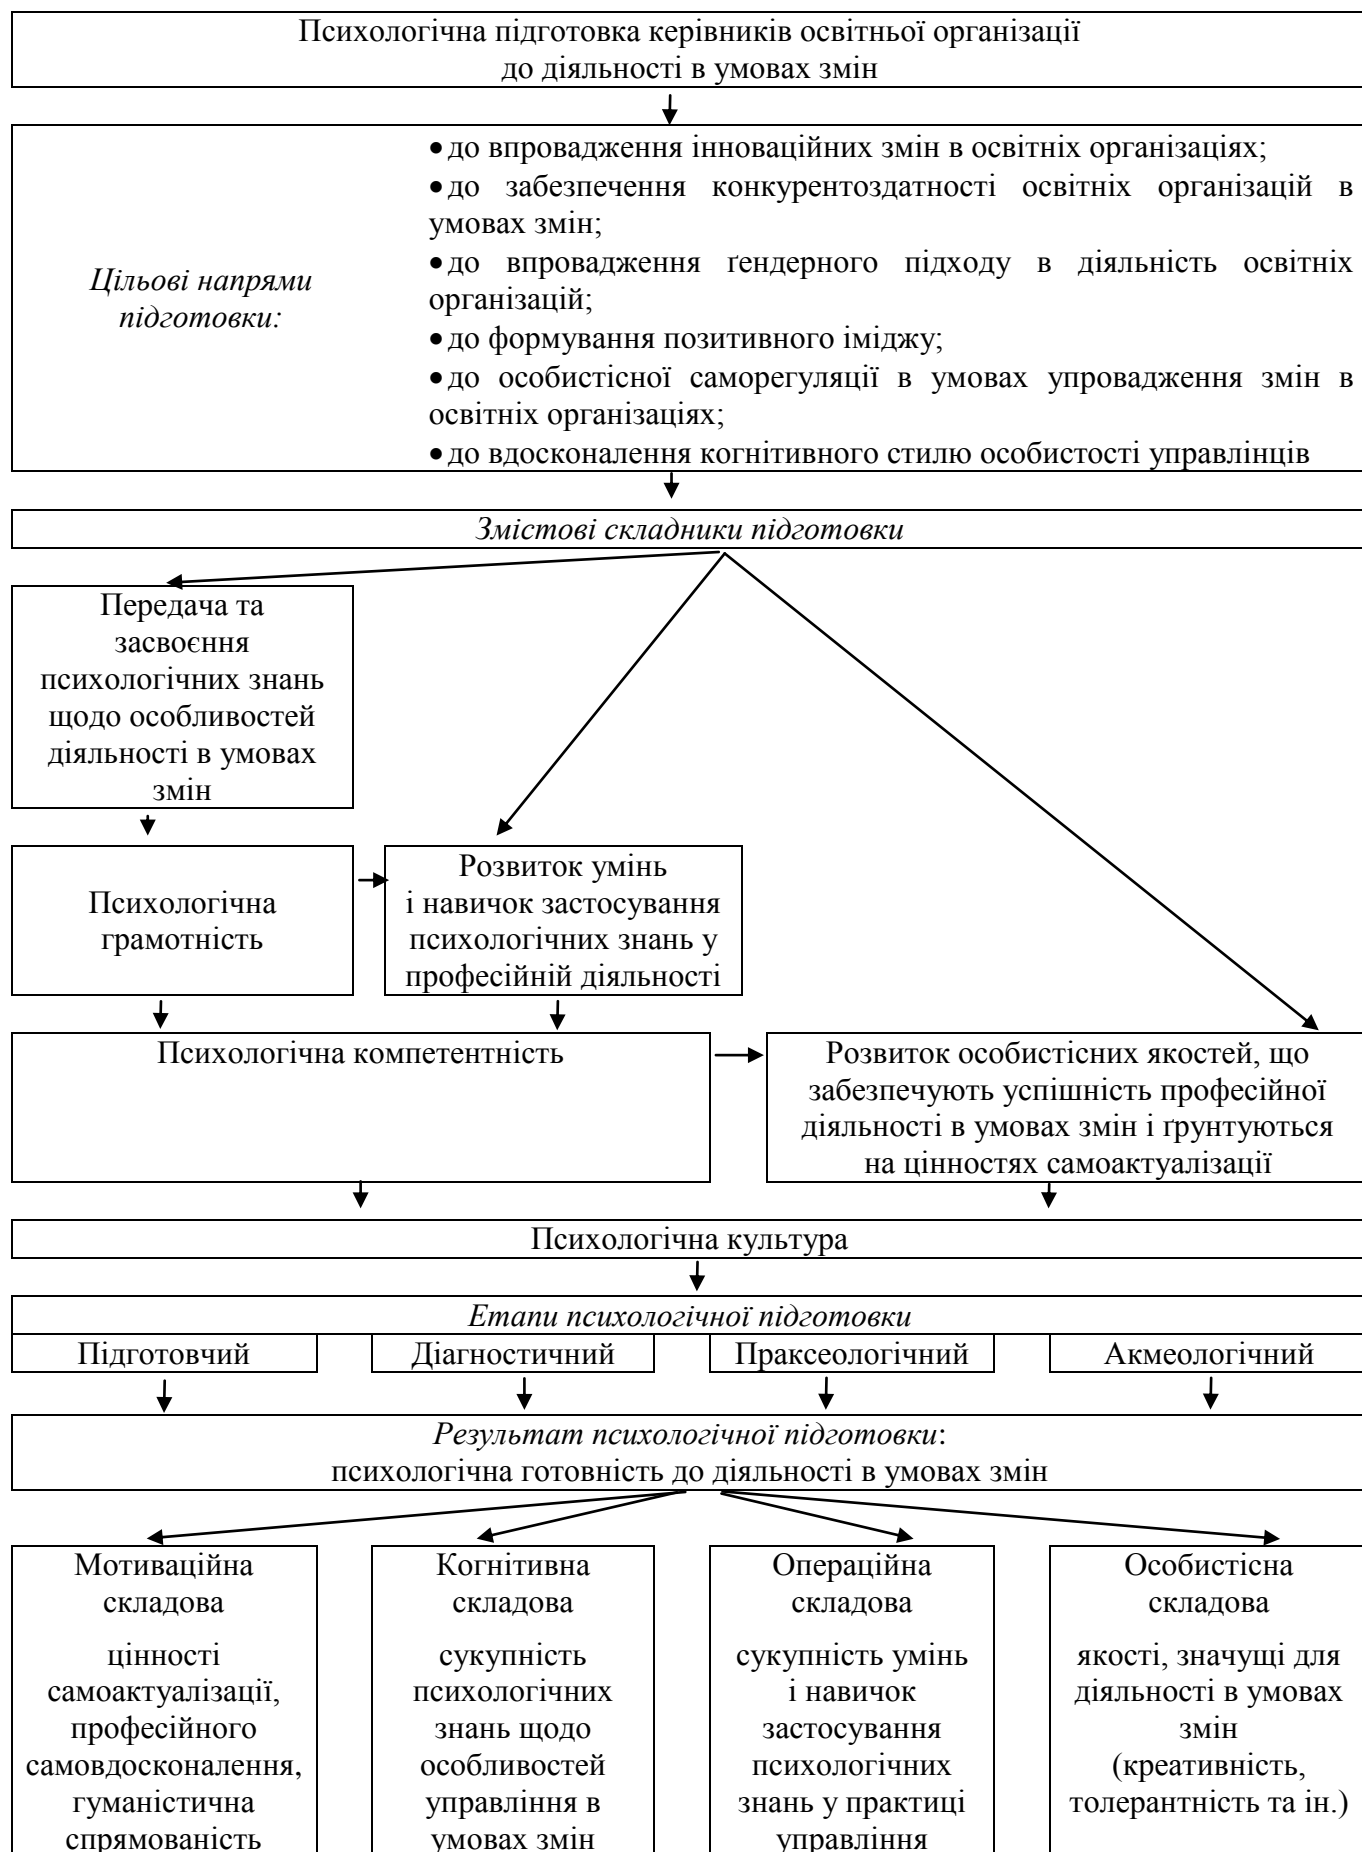 Психологічна підготовка керівників освітньої організації
до діяльності в умовах змін
Цільові напрями
підготовки:
• до впровадження інноваційних змін в освітніх організаціях;
• до забезпечення конкурентоздатності освітніх організацій в
умовах змін;
• до впровадження ґендерного підходу в діяльність освітніх
організацій;
• до формування позитивного іміджу;
• до особистісної саморегуляції в умовах упровадження змін в
освітніх організаціях;
• до вдосконалення когнітивного стилю особистості управлінців
Змістові складники підготовки
Передача та
засвоєння
психологічних знань
щодо особливостей
діяльності в умовах
змін
Психологічна
грамотність
Розвиток умінь
і навичок застосування
психологічних знань у
професійній діяльності
Психологічна компетентність
Розвиток особистісних якостей, що
забезпечують успішність професійної
діяльності в умовах змін і ґрунтуються
на цінностях самоактуалізації
Психологічна культура
Етапи психологічної підготовки
Підготовчий
Діагностичний
Праксеологічний
Акмеологічний
Результат психологічної підготовки:
психологічна готовність до діяльності в умовах змін
Мотиваційна
складова
цінності
самоактуалізації,
професійного
самовдосконалення,
гуманістична
спрямованість
Когнітивна
складова
сукупність
психологічних
знань щодо
особливостей
управління в
умовах змін
Операційна
складова
сукупність умінь
і навичок
застосування
психологічних
знань у практиці
управління
Особистісна
складова
якості, значущі для
діяльності в умовах
змін
(креативність,
толерантність та ін.)